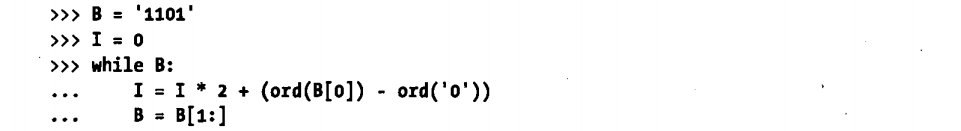 >>> B = '1101'
>>> I = 0
>>> while B:
...     I = I * 2 + (ord(B[0]) - ord('0'))
...     B = B[1:]